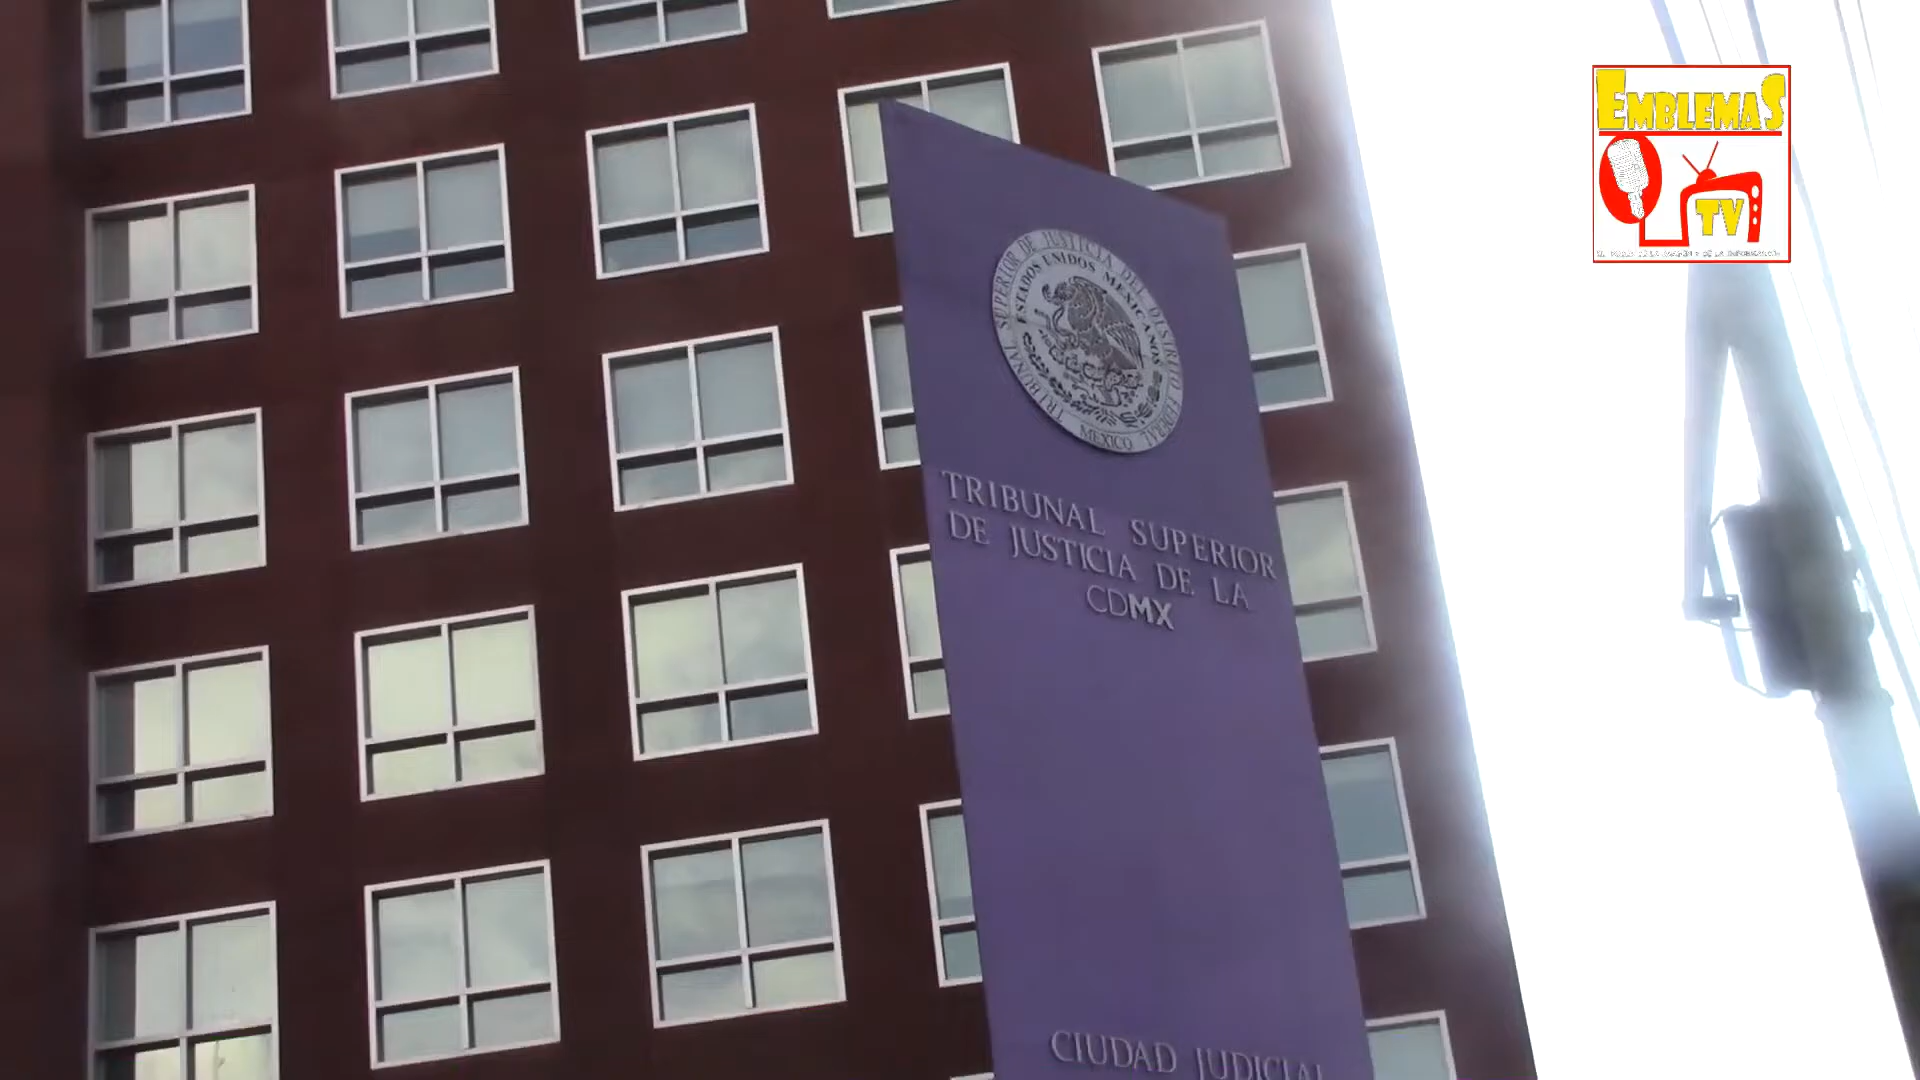 EMBLEMAS
TV
TRIBUNAL SUPERIOR DE JUSTICIA DEL DISTRITO FEDERAL
ESTADOS UNIDOS MEXICANOS
MEXICO
TRIBUNAL SUPERIOR
DE JUSTICIA DE LA
CDMX
CIUDAD JUDICIAL